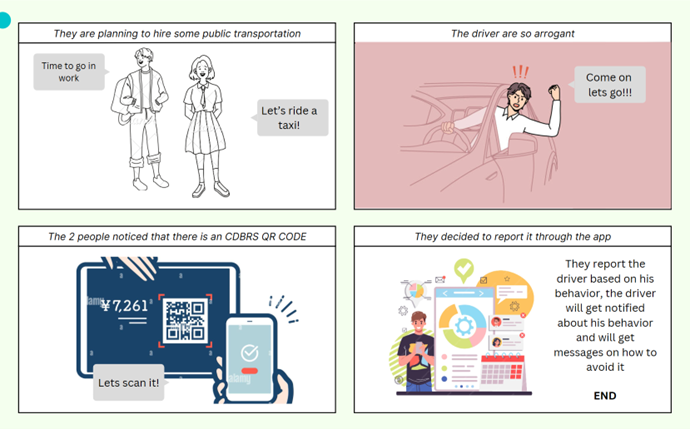 They are planning to hire some public transportation
Time to go in
work
Let's ride a
taxi!
The driver are so arrogant
!!!
Come on
lets go!!!
The 2 people noticed that there is an CDBRS QR CODE
¥7,261
Lets scan it!
They decided to report it through the app
They report the
driver based on his
behavior, the driver
will get notified
about his behavior
and will get
messages on how to
avoid it
END